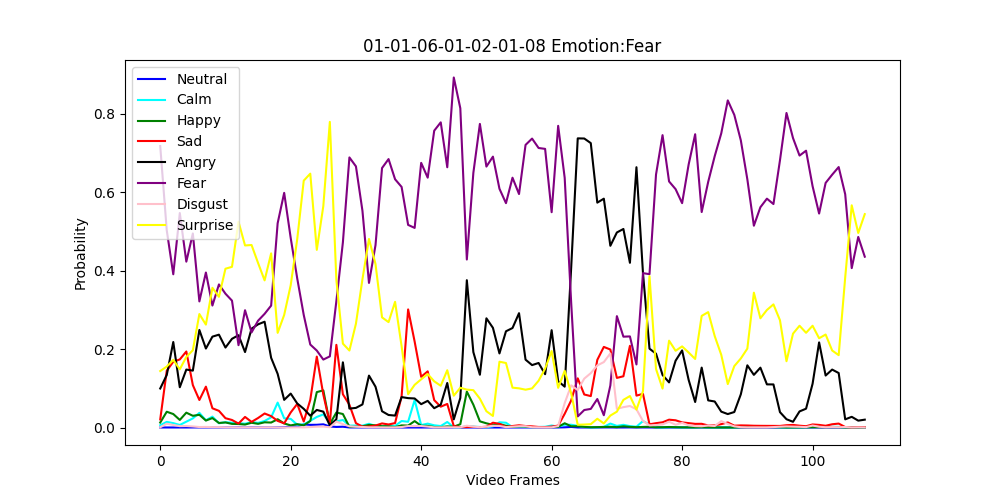 01-01-06-01-02-01-08 Emotion:Fear
Neutral
Calm
Happy
Sad
Angry
Fear
Disgust
Surprise
Probability
0.8
0.6
0.4
0.2
0.0
0 20 40 60 80 100
Video Frames